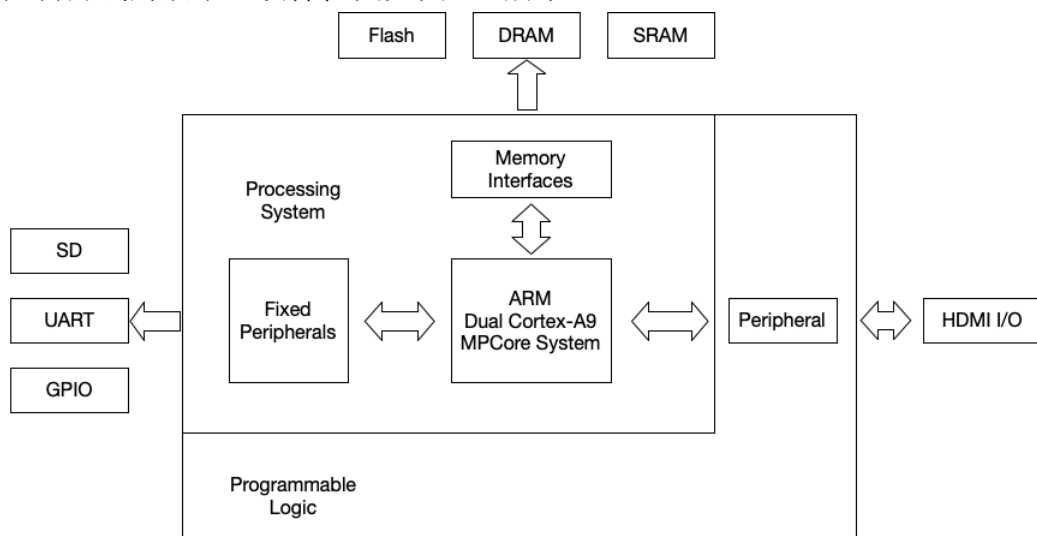 Flash
DRAM
SRAM
Memory
Interfaces
Processing
System
SD
UART
GPIO
Fixed
Peripherals
ARM
Dual Cortex-A9
MPCore System
Peripheral
HDMI I/O
Programmable
Logic